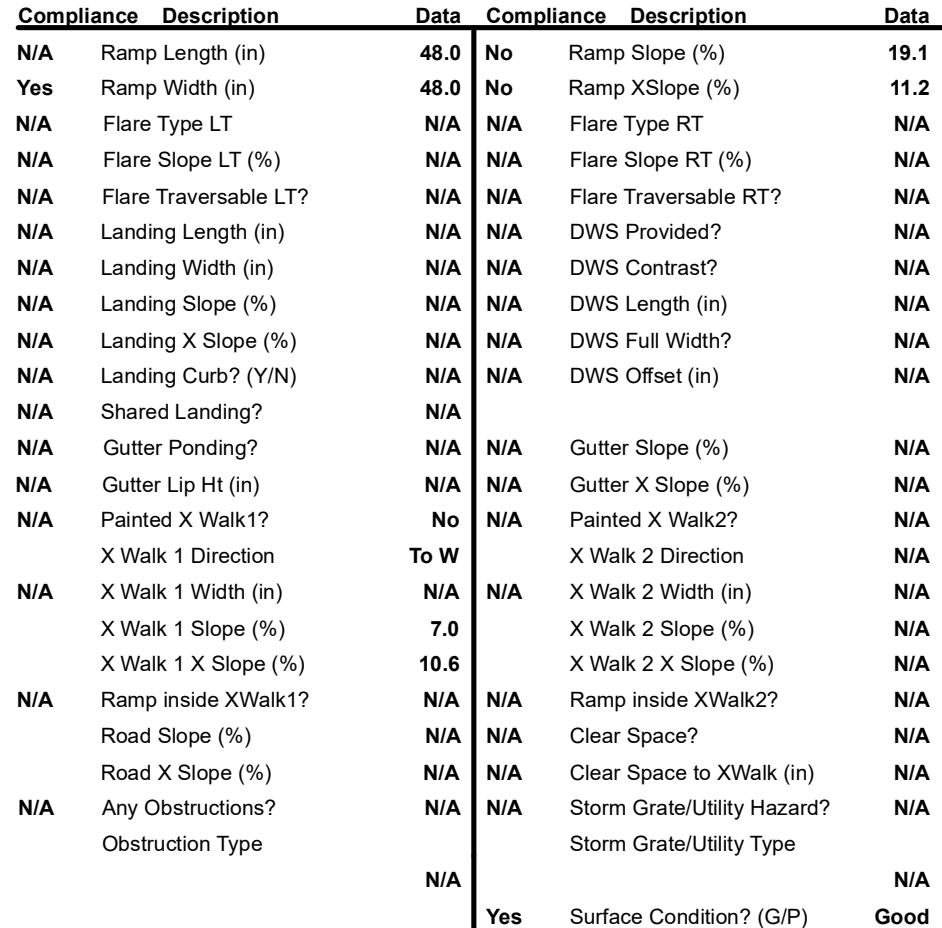 Compliance Description Data Compliance Description Data
N/A Ramp Length (in) 48.0 No Ramp Slope (%) 19.1
Yes Ramp Width (in) 48.0 No Ramp XSlope (%) 11.2
N/A Flare Type LT N/A N/A Flare Type RT N/A
N/A Flare Slope LT (%) N/A N/A Flare Slope RT (%) N/A
N/A Flare Traversable LT? N/A N/A Flare Traversable RT? N/A
N/A Landing Length (in) N/A N/A DWS Provided? N/A
N/A Landing Width (in) N/A N/A DWS Contrast? N/A
N/A Landing Slope (%) N/A N/A DWS Length (in) N/A
N/A Landing X Slope (%) N/A N/A DWS Full Width? N/A
N/A Landing Curb? (Y/N) N/A N/A DWS Offset (in) N/A
N/A Shared Landing? N/A
N/A Gutter Ponding? N/A N/A Gutter Slope (%) N/A
N/A Gutter Lip Ht (in) N/A N/A Gutter X Slope (%) N/A
N/A Painted X Walk1? No N/A Painted X Walk2? N/A
X Walk 1 Direction To W X Walk 2 Direction N/A
N/A X Walk 1 Width (in) N/A N/A X Walk 2 Width (in) N/A
X Walk 1 Slope (%) 7.0 X Walk 2 Slope (%) N/A
X Walk 1 X Slope (%) 10.6 X Walk 2 X Slope (%) N/A
N/A Ramp inside XWalk1? N/A N/A Ramp inside XWalk2? N/A
Road Slope (%) N/A N/A Clear Space? N/A
Road X Slope (%) N/A N/A Clear Space to XWalk (in) N/A
N/A Any Obstructions? N/A N/A Storm Grate/Utility Hazard? N/A
Obstruction Type Storm Grate/Utility Type
N/A N/A
Yes Surface Condition? (G/P) Good